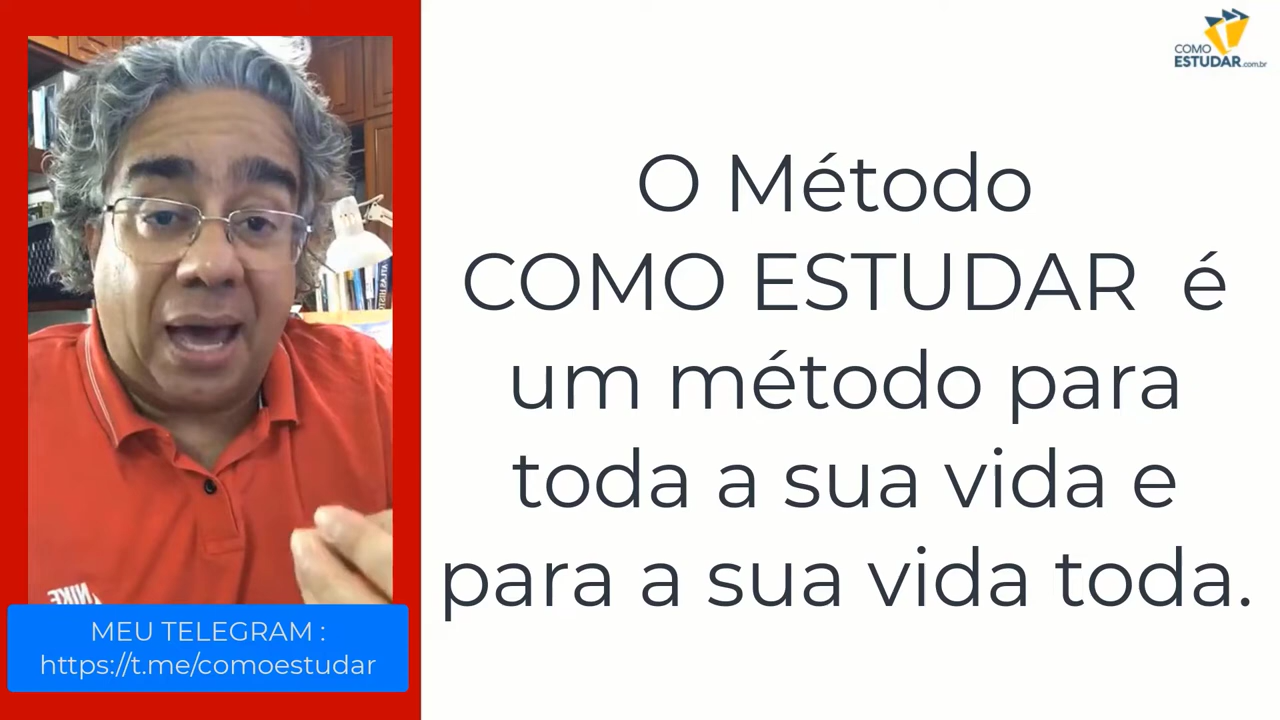 COMO
ESTUDAR.com.br
O Método
COMO ESTUDAR é
um método para
toda a sua vida e
para a sua vida toda.
NIKE
MEU TELEGRAM :
https://t.me/comoestudar